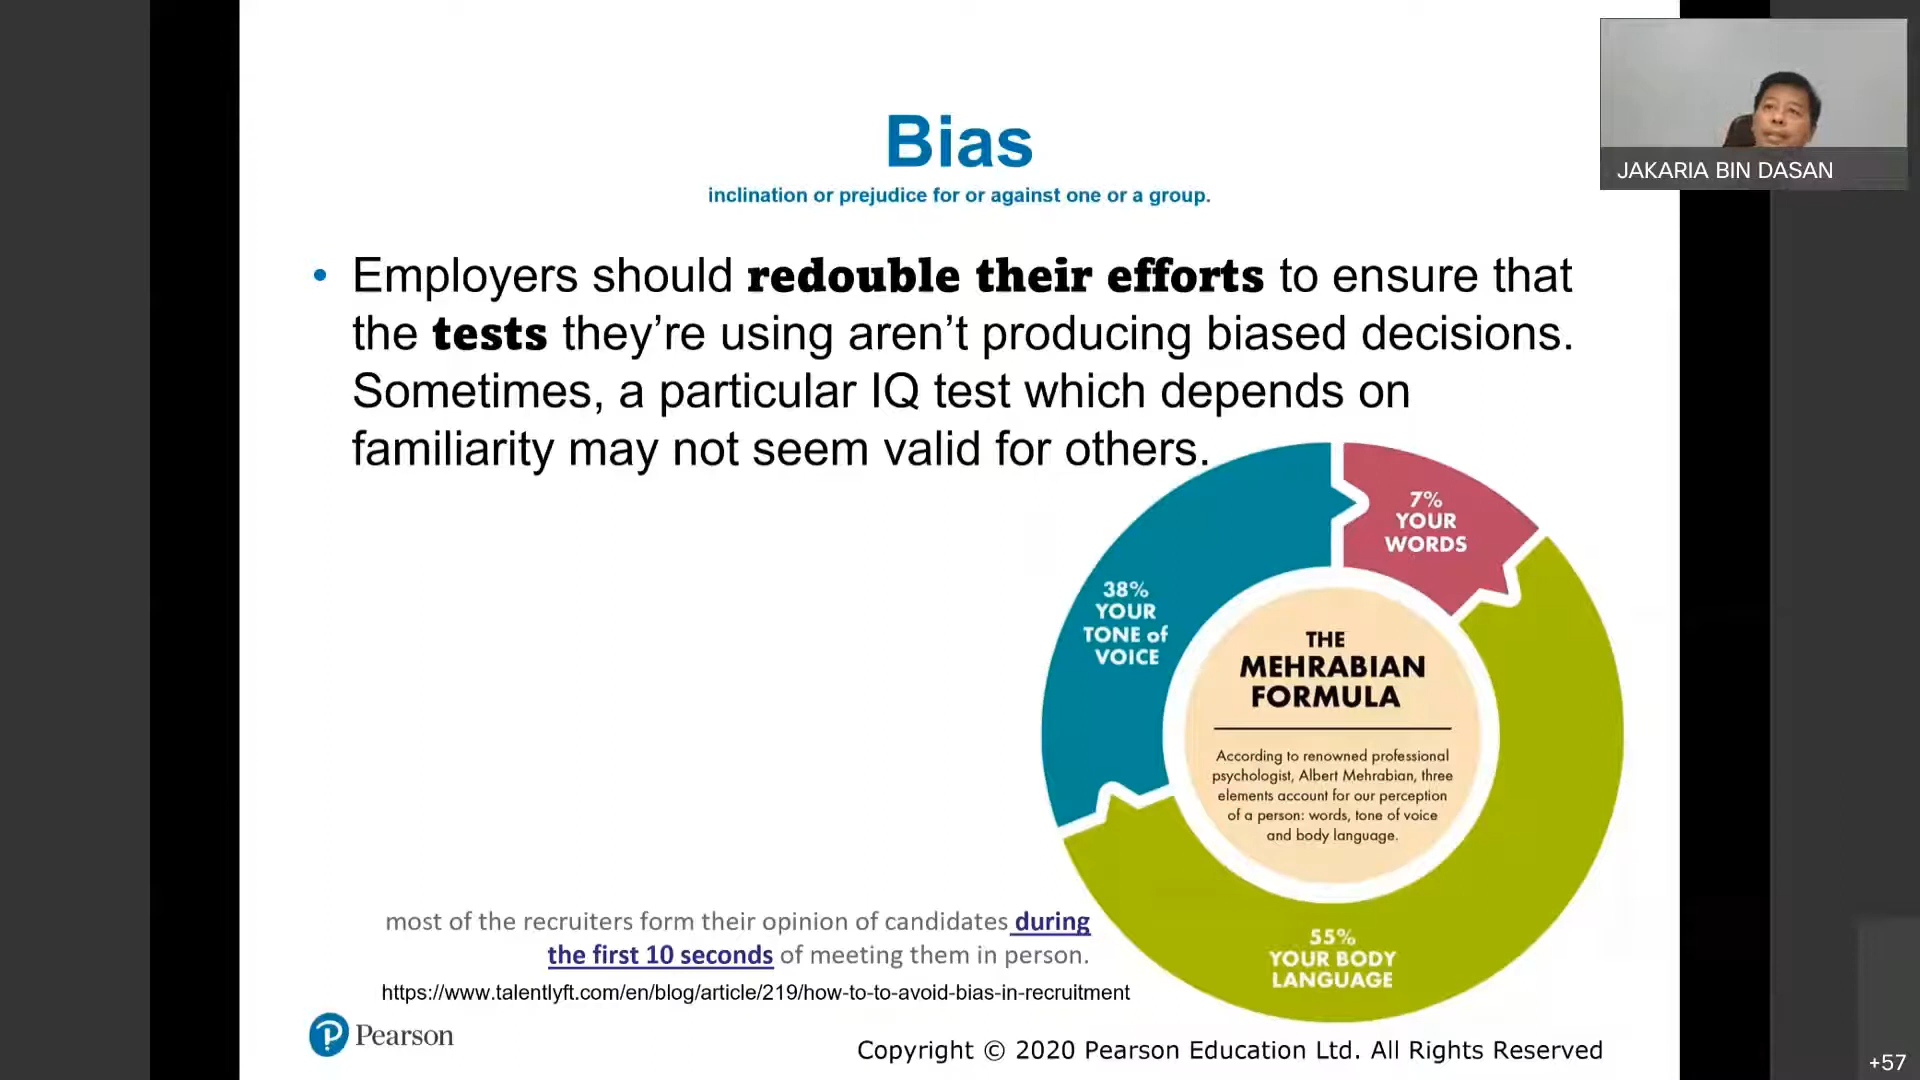 Bias
inclination or prejudice for or against one or a group.
• Employers should redouble their efforts to ensure that
the tests they’re using aren’t producing biased decisions.
Sometimes, a particular IQ test which depends on
familiarity may not seem valid for others.
7%
YOUR
WORDS
38%
YOUR
TONE of
VOICE
THE
MEHRABIAN
FORMULA
According to renowned professional
psychologist, Albert Mehrabian, three
elements account for our perception
of a person: words, tone of voice
and body language.
55%
YOUR BODY
LANGUAGE
most of the recruiters form their opinion of candidates during
the first 10 seconds of meeting them in person.
https://www.talentlyft.com/en/blog/article/219/how-to-to-avoid-bias-in-recruitment
P Pearson
Copyright © 2020 Pearson Education Ltd. All Rights Reserved
JAKARIA BIN DASAN
+57